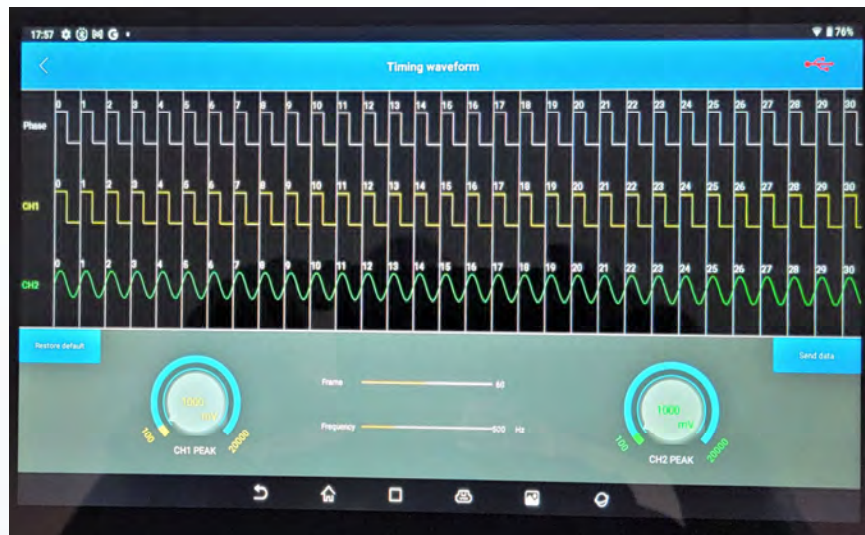 17:57 G 76%
Timing waveform
Phase 0 1 2 3 4 5 6 7 8 9 10 11 12 13 14 15 16 17 18 19 20 21 22 23 24 25 26 27 28 29 30
CH1 0 1 2 3 4 5 6 7 8 9 10 11 12 13 14 15 16 17 18 19 20 21 22 23 24 25 26 27 28 29 30
CH2 0 1 2 3 4 5 6 7 8 9 10 11 12 13 14 15 16 17 18 19 20 21 22 23 24 25 26 27 28 29 30
Restore default
Send data
Frame 60
Frequency 500 Hz
1000
mV
100
20000
CH1 PEAK
1000
mV
100
20000
CH2 PEAK